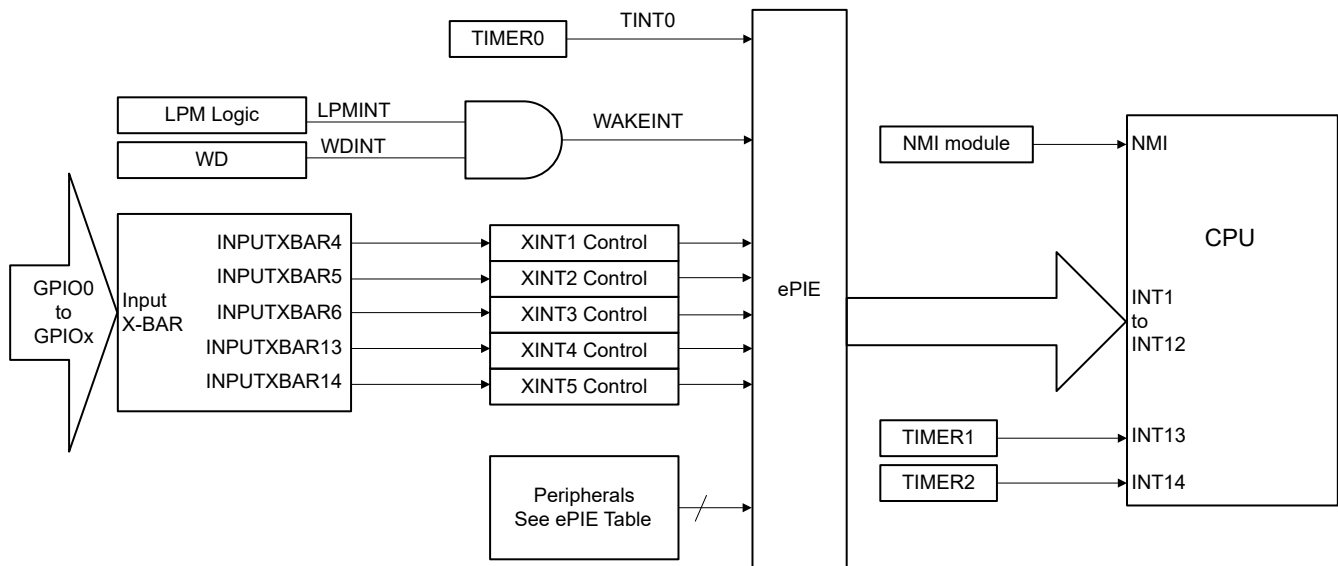 TINT0
TIMER0
LPM Logic
LPMINT
WAKEINT
WD
WDINT
NMI module
NMI
CPU
GPIO0
to
GPIOx
Input
X-BAR
INPUTXBAR4
INPUTXBAR5
INPUTXBAR6
INPUTXBAR13
INPUTXBAR14
XINT1 Control
XINT2 Control
XINT3 Control
XINT4 Control
XINT5 Control
ePIE
INT1
to
INT12
TIMER1
INT13
TIMER2
INT14
Peripherals
See ePIE Table